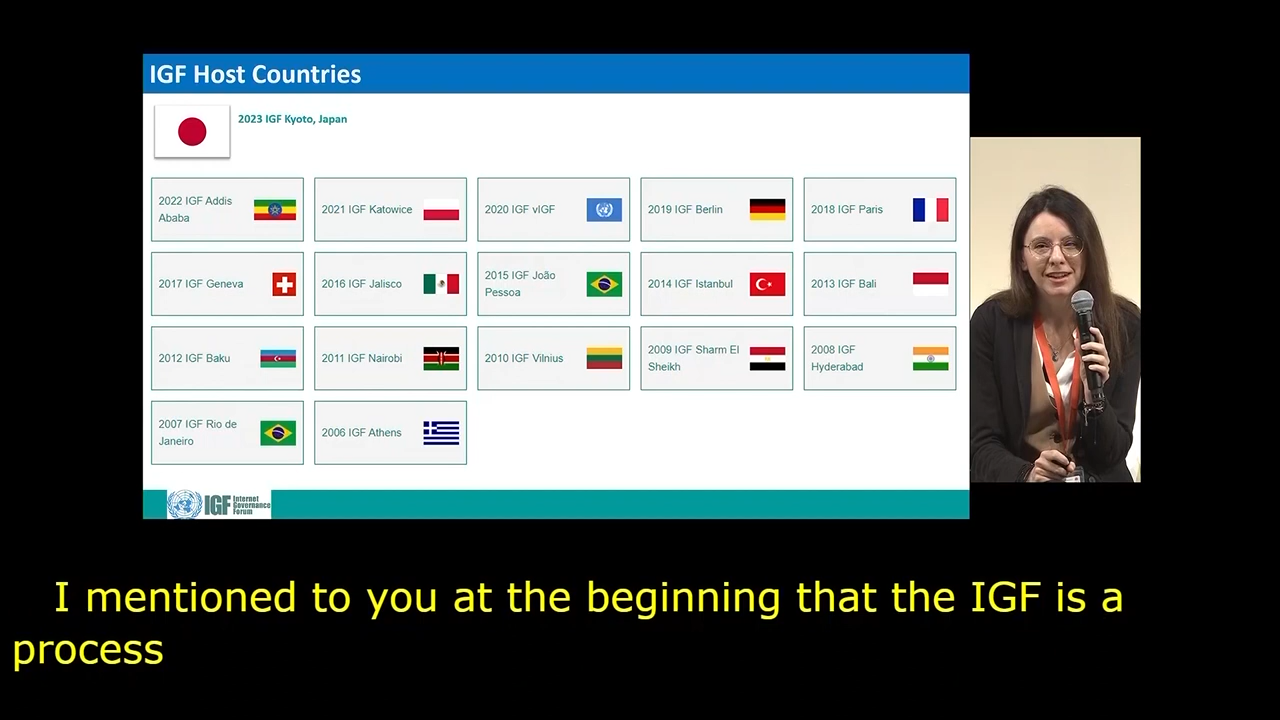 IGF Host Countries
2023 IGF Kyoto, Japan
2022 IGF Addis
Ababa
2021 IGF Katowice
2020 IGF vIGF
2019 IGF Berlin
2018 IGF Paris
2017 IGF Geneva
2016 IGF Jalisco
2015 IGF João
Pessoa
2014 IGF Istanbul
2013 IGF Bali
2012 IGF Baku
2011 IGF Nairobi
2010 IGF Vilnius
2009 IGF Sharm El
Sheikh
2008 IGF
Hyderabad
2007 IGF Rio de
Janeiro
2006 IGF Athens
IGF
Internet
Governance
Forum
I mentioned to you at the beginning that the IGF is a
process